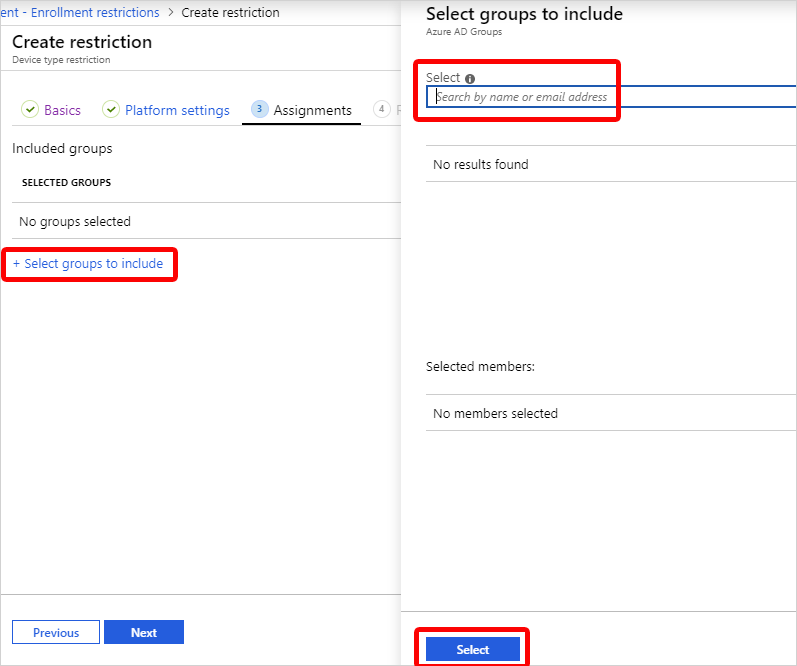 ent - Enrollment restrictions > Create restriction
Create restriction
Device type restriction
Basics
Platform settings
3 Assignments
4
Included groups
SELECTED GROUPS
No groups selected
+ Select groups to include
Previous
Next
Select groups to include
Azure AD Groups
Select
Search by name or email address
No results found
Selected members:
No members selected
Select